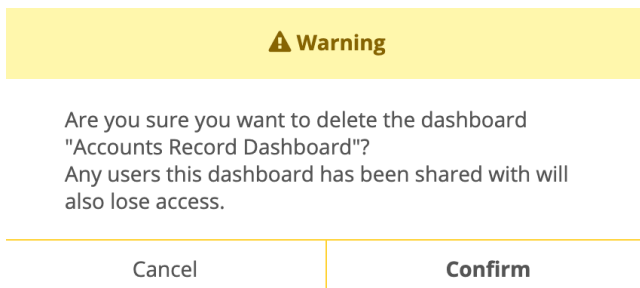 Warning
Are you sure you want to delete the dashboard
"Accounts Record Dashboard"?
Any users this dashboard has been shared with will
also lose access.
Cancel
Confirm